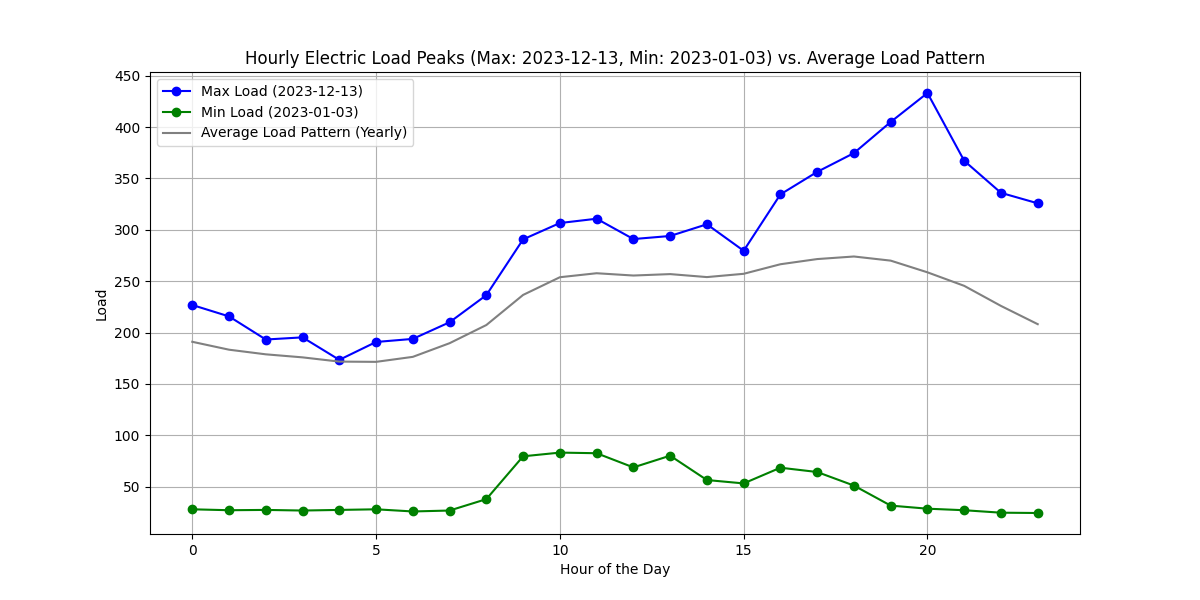 Hourly Electric Load Peaks (Max: 2023-12-13, Min: 2023-01-03) vs. Average Load Pattern
Max Load (2023-12-13)
Min Load (2023-01-03)
Average Load Pattern (Yearly)
Load
450
400
350
300
250
200
150
100
50
0 5 10 15 20
Hour of the Day